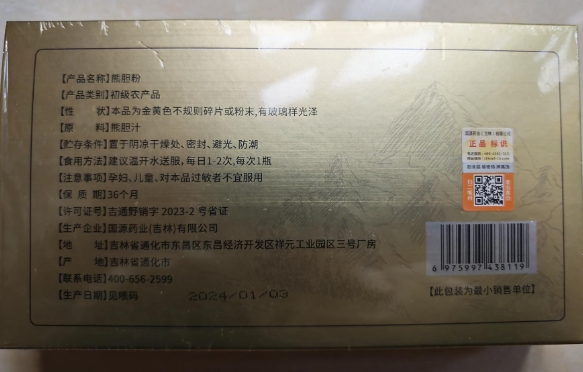 【产品名称】熊胆粉
【产品类别】初级农产品
【性 状】本品为金黄色不规则碎片或粉末,有玻璃样光泽
【原 料】熊胆汁
【贮存条件】置于阴凉干燥处、密封、避光、防潮
【食用方法】建议温开水送服,每日1-2次,每次1瓶
【注意事项】孕妇、儿童、对本品过敏者不宜服用
【保 质 期】36个月
【许可证号】吉通野销字 2023-2 号省证
【生产企业】国源药业(吉林)有限公司
【地 址】吉林省通化市东昌区东昌经济开发区祥元工业园区三号厂房
【产 地】吉林省通化市
【联系电话】400-656-2599
【生产日期】见喷码 2024/01/03
正品 标识
6 975997 438119
【此包装为最小销售单位】